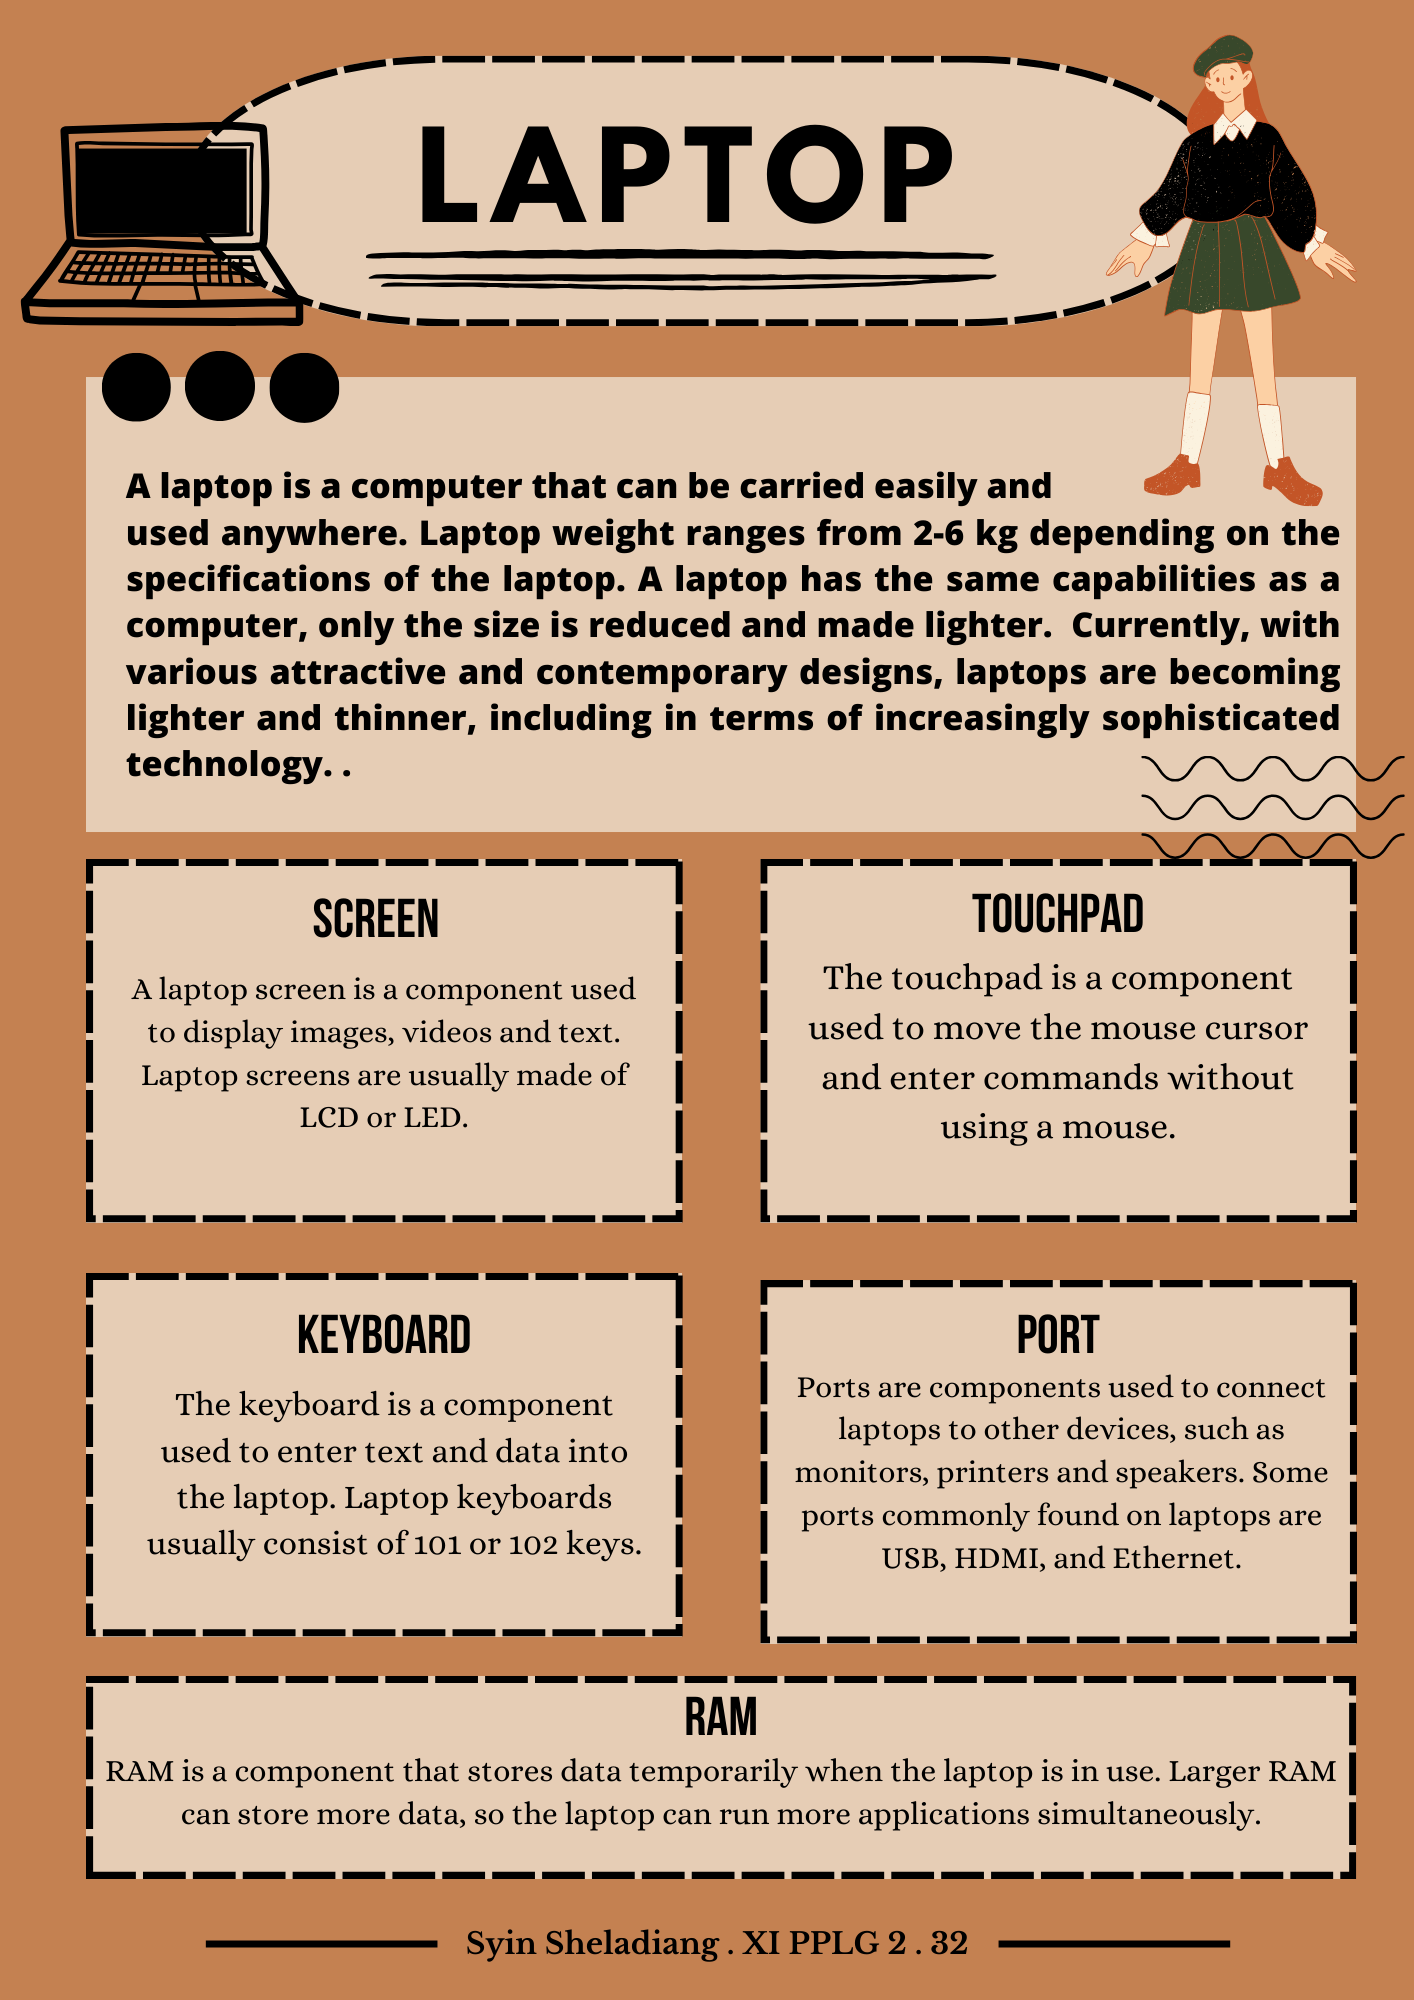 LAPTOP
A laptop is a computer that can be carried easily and
used anywhere. Laptop weight ranges from 2-6 kg depending on the
specifications of the laptop. A laptop has the same capabilities as a
computer, only the size is reduced and made lighter.  Currently, with
various attractive and contemporary designs, laptops are becoming
lighter and thinner, including in terms of increasingly sophisticated
technology. .
SCREEN
A laptop screen is a component used
to display images, videos and text.
Laptop screens are usually made of
LCD or LED.
TOUCHPAD
The touchpad is a component
used to move the mouse cursor
and enter commands without
using a mouse.
KEYBOARD
The keyboard is a component
used to enter text and data into
the laptop. Laptop keyboards
usually consist of 101 or 102 keys.
PORT
Ports are components used to connect
laptops to other devices, such as
monitors, printers and speakers. Some
ports commonly found on laptops are
USB, HDMI, and Ethernet.
RAM
RAM is a component that stores data temporarily when the laptop is in use. Larger RAM
can store more data, so the laptop can run more applications simultaneously.
Syin Sheladiang . XI PPLG 2 . 32